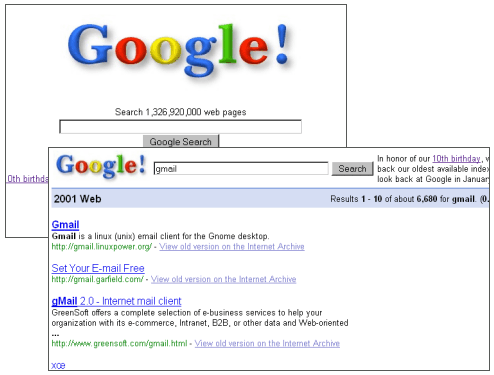 Google!
Search 1,326,920,000 web pages
Google Search
0th birthda
Google!
gmail
Search
In honor of our 10th birthday, w
back our oldest available index
look back at Google in January
2001 Web
Results 1 - 10 of about 6,680 for gmail. (0.
Gmail
Gmail is a linux (unix) email client for the Gnome desktop.
http://gmail.linuxpower.org/ - View old version on the Internet Archive
Set Your E-mail Free
http://gmail.garfield.com/ - View old version on the Internet Archive
gMail 2.0 - Internet mail client
GreenSoft offers a complete selection of e-business services to help your
organization with its e-commerce, Intranet, B2B, or other data and Web-oriented
...
http://www.greensoft.com/gmail.html - View old version on the Internet Archive